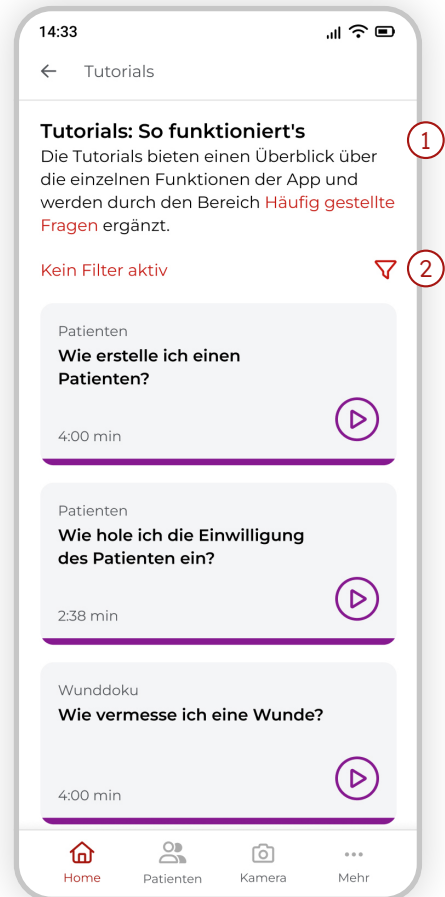 14:33
Tutorials
Tutorials: So funktioniert's
1
Die Tutorials bieten einen Überblick über
die einzelnen Funktionen der App und
werden durch den Bereich Häufig gestellte
Fragen ergänzt.
Kein Filter aktiv
2
Patienten
Wie erstelle ich einen
Patienten?
4:00 min
Patienten
Wie hole ich die Einwilligung
des Patienten ein?
2:38 min
Wunddoku
Wie vermesse ich eine Wunde?
4:00 min
Home Patienten Kamera Mehr